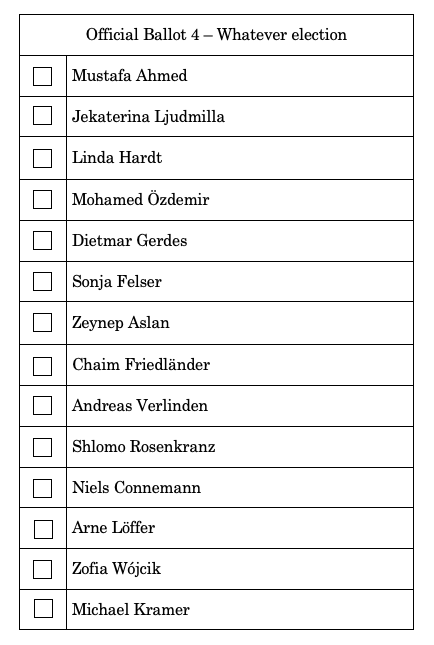 Official Ballot 4 – Whatever election
Mustafa Ahmed
Jekaterina Ljudmilla
Linda Hardt
Mohamed Özdemir
Dietmar Gerdes
Sonja Felser
Zeynep Aslan
Chaim Friedländer
Andreas Verlinden
Shlomo Rosenkranz
Niels Connemann
Arne Löffer
Zofia Wójcik
Michael Kramer